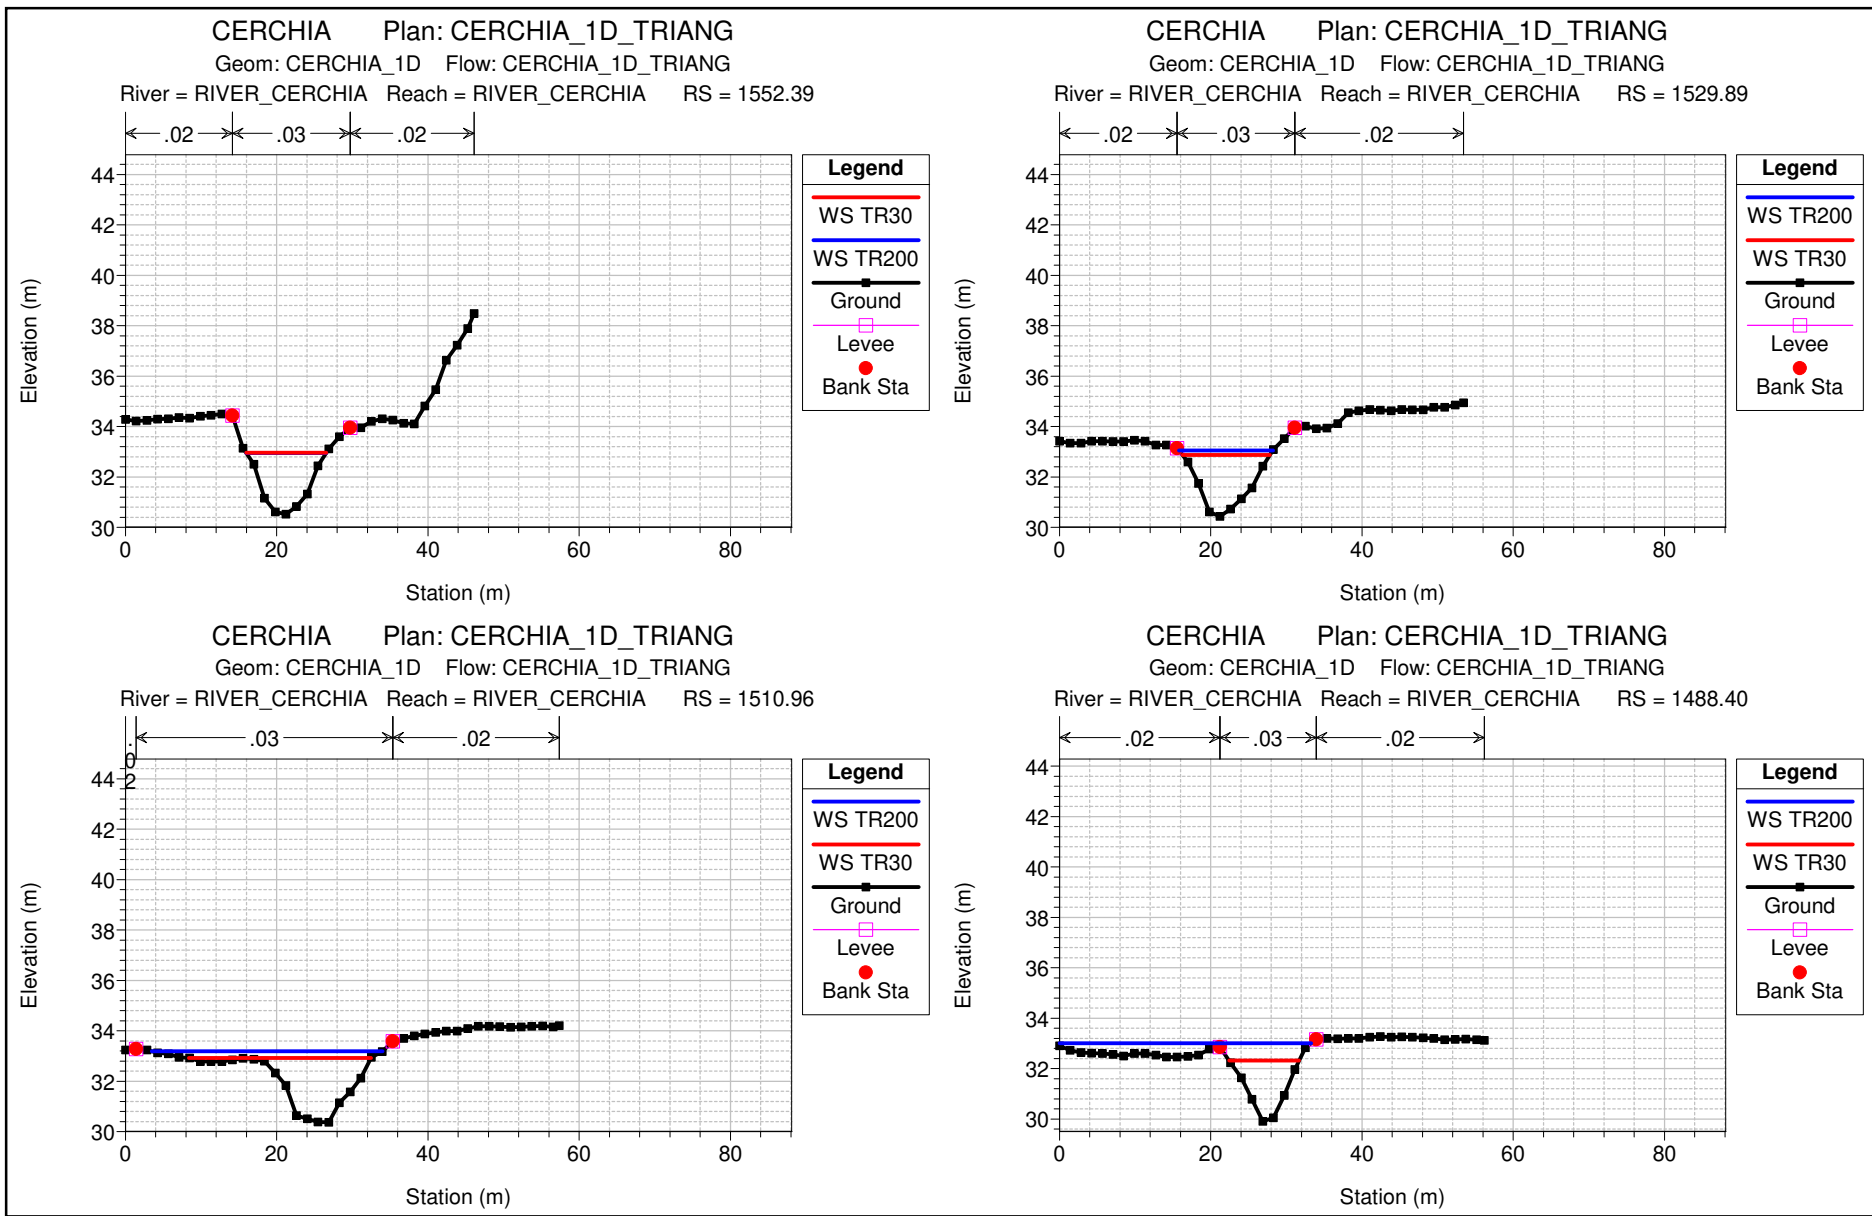 CERCHIA Plan: CERCHIA_1D_TRIANG
Geom: CERCHIA_1D Flow: CERCHIA_1D_TRIANG
River = RIVER_CERCHIA Reach = RIVER_CERCHIA RS = 1552.39
.02 .03 .02
44
42
40
38
36
34
32
30
0 20 40 60 80
Elevation (m)
Station (m)
Legend
WS TR30
WS TR200
Ground
Levee
Bank Sta
CERCHIA Plan: CERCHIA_1D_TRIANG
Geom: CERCHIA_1D Flow: CERCHIA_1D_TRIANG
River = RIVER_CERCHIA Reach = RIVER_CERCHIA RS = 1529.89
.02 .03 .02
44
42
40
38
36
34
32
30
0 20 40 60 80
Elevation (m)
Station (m)
Legend
WS TR200
WS TR30
Ground
Levee
Bank Sta
CERCHIA Plan: CERCHIA_1D_TRIANG
Geom: CERCHIA_1D Flow: CERCHIA_1D_TRIANG
River = RIVER_CERCHIA Reach = RIVER_CERCHIA RS = 1510.96
.02 .03 .02
44
42
40
38
36
34
32
30
0 20 40 60 80
Elevation (m)
Station (m)
Legend
WS TR200
WS TR30
Ground
Levee
Bank Sta
CERCHIA Plan: CERCHIA_1D_TRIANG
Geom: CERCHIA_1D Flow: CERCHIA_1D_TRIANG
River = RIVER_CERCHIA Reach = RIVER_CERCHIA RS = 1488.40
.02 .03 .02
44
42
40
38
36
34
32
30
0 20 40 60 80
Elevation (m)
Station (m)
Legend
WS TR200
WS TR30
Ground
Levee
Bank Sta